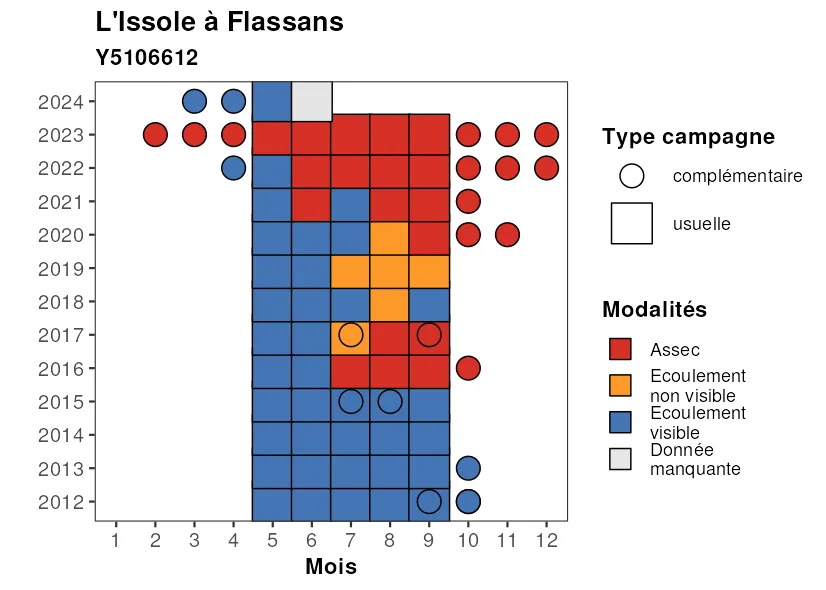 L'Issole à Flassans
Y5106612
2024
2023
2022
2021
2020
2019
2018
2017
2016
2015
2014
2013
2012
1 2 3 4 5 6 7 8 9 10 11 12
Mois
Type campagne
complémentaire
usuelle
Modalités
Assec
Ecoulement
non visible
Ecoulement
visible
Donnée
manquante